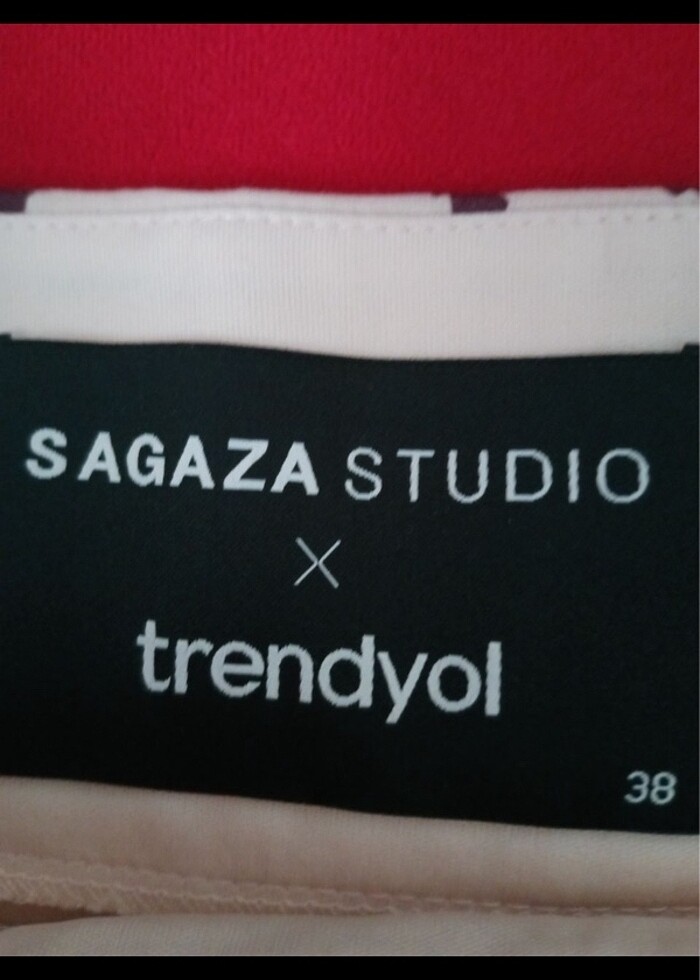 SAGAZA STUDIO
X
trendyol
38